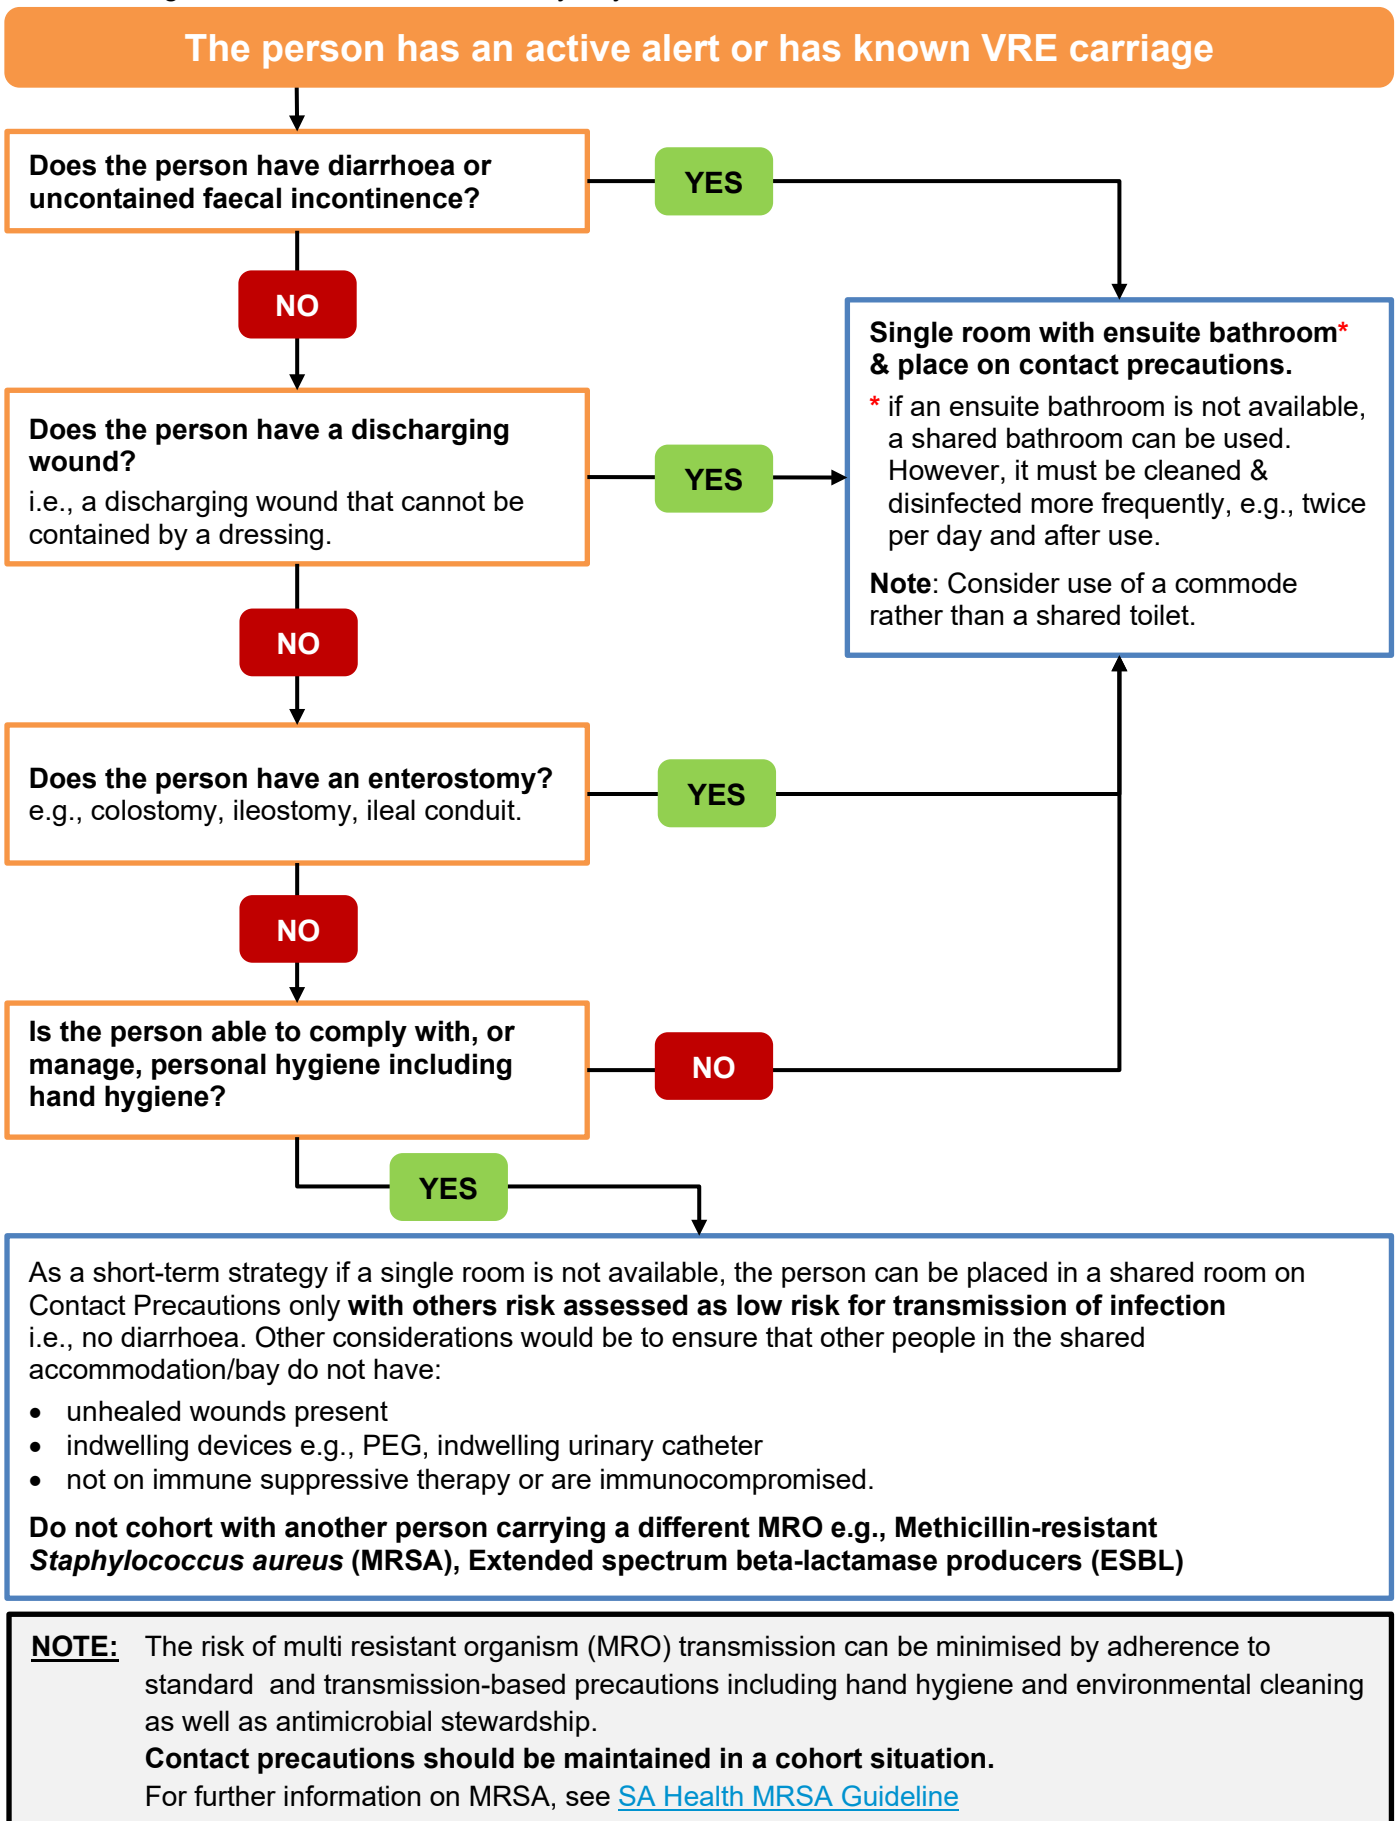 The person has an active alert or has known VRE carriage
Does the person have diarrhoea or
uncontained faecal incontinence?
YES
NO
Single room with ensuite bathroom*
& place on contact precautions.
* if an ensuite bathroom is not available,
a shared bathroom can be used.
However, it must be cleaned &
disinfected more frequently, e.g., twice
per day and after use.
Note: Consider use of a commode
rather than a shared toilet.
Does the person have a discharging
wound?
i.e., a discharging wound that cannot be
contained by a dressing.
YES
NO
Does the person have an enterostomy?
e.g., colostomy, ileostomy, ileal conduit.
YES
NO
Is the person able to comply with, or
manage, personal hygiene including
hand hygiene?
NO
YES
As a short-term strategy if a single room is not available, the person can be placed in a shared room on
Contact Precautions only with others risk assessed as low risk for transmission of infection
i.e., no diarrhoea. Other considerations would be to ensure that other people in the shared
accommodation/bay do not have:
• unhealed wounds present
• indwelling devices e.g., PEG, indwelling urinary catheter
• not on immune suppressive therapy or are immunocompromised.
Do not cohort with another person carrying a different MRO e.g., Methicillin-resistant
Staphylococcus aureus (MRSA), Extended spectrum beta-lactamase producers (ESBL)
NOTE: The risk of multi resistant organism (MRO) transmission can be minimised by adherence to
standard and transmission-based precautions including hand hygiene and environmental cleaning
as well as antimicrobial stewardship.
Contact precautions should be maintained in a cohort situation.
For further information on MRSA, see SA Health MRSA Guideline